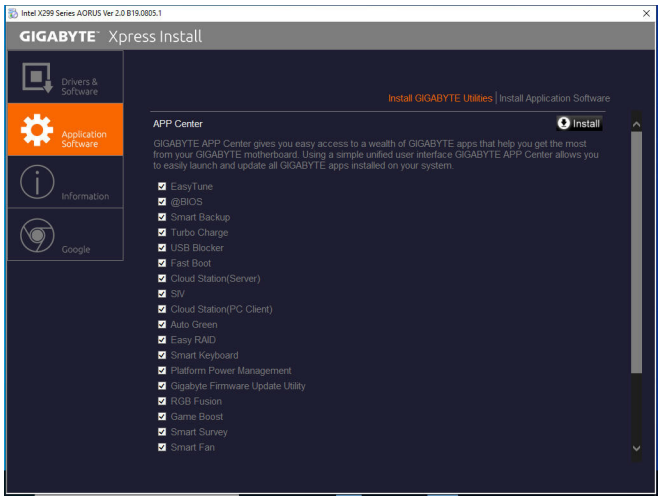 Intel X299 Series AORUS Ver 2.0 B19.0805.1
GIGABYTE™ Xpress Install
Drivers &
Software
Application
Software
Information
Google
Install GIGABYTE Utilities | Install Application Software
APP Center
Install
GIGABYTE APP Center gives you easy access to a wealth of GIGABYTE apps that help you get the most
from your GIGABYTE motherboard. Using a simple unified user interface GIGABYTE APP Center allows you
to easily launch and update all GIGABYTE apps installed on your system.
EasyTune
@BIOS
Smart Backup
Turbo Charge
USB Blocker
Fast Boot
Cloud Station(Server)
SIV
Cloud Station(PC Client)
Auto Green
Easy RAID
Smart Keyboard
Platform Power Management
Gigabyte Firmware Update Utility
RGB Fusion
Game Boost
Smart Survey
Smart Fan